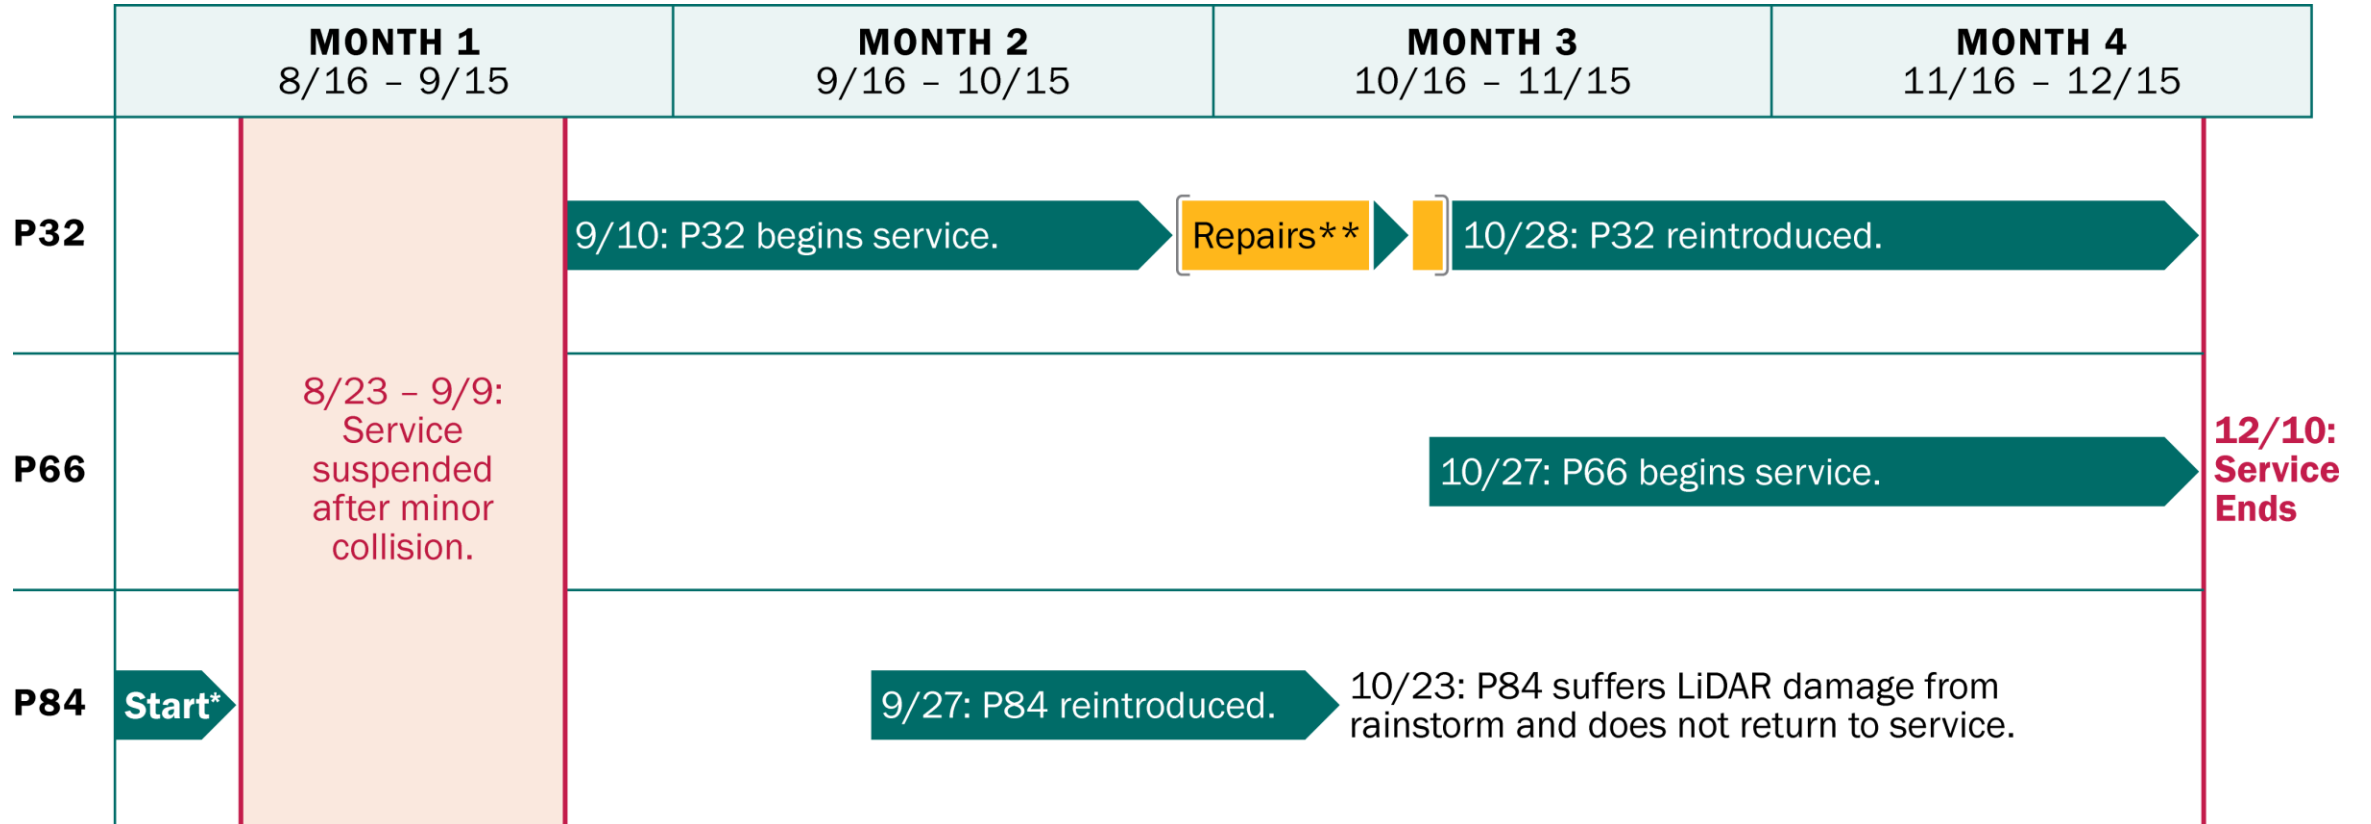 MONTH 1
8/16 – 9/15
MONTH 2
9/16 – 10/15
MONTH 3
10/16 – 11/15
MONTH 4
11/16 – 12/15
P32
9/10: P32 begins service.
Repairs**
10/28: P32 reintroduced.
P66
8/23 – 9/9:
Service
suspended
after minor
collision.
10/27: P66 begins service.
12/10:
Service
Ends
P84
Start*
9/27: P84 reintroduced.
10/23: P84 suffers LiDAR damage from
rainstorm and does not return to service.